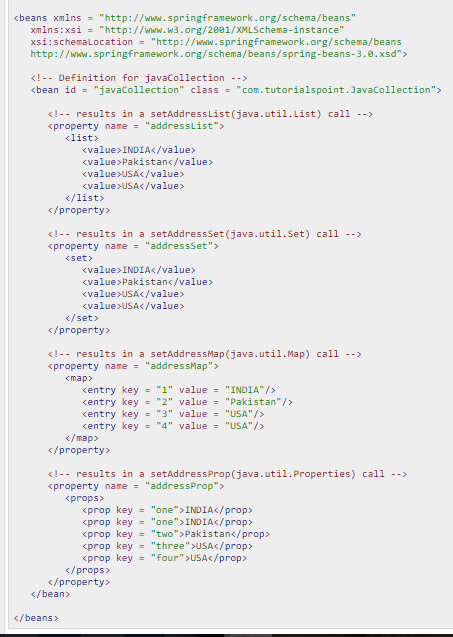 <beans xmlns = "http://www.springframework.org/schema/beans"
xmlns:xsi = "http://www.w3.org/2001/XMLSchema-instance"
xsi:schemaLocation = "http://www.springframework.org/schema/beans
http://www.springframework.org/schema/beans/spring-beans-3.0.xsd">
<!-- Definition for javaCollection -->
<bean id = "javaCollection" class = "com.tutorialspoint.JavaCollection">
<!-- results in a setAddressList(java.util.List) call -->
<property name = "addressList">
<list>
<value>INDIA</value>
<value>Pakistan</value>
<value>USA</value>
<value>USA</value>
</list>
</property>
<!-- results in a setAddressSet(java.util.Set) call -->
<property name = "addressSet">
<set>
<value>INDIA</value>
<value>Pakistan</value>
<value>USA</value>
<value>USA</value>
</set>
</property>
<!-- results in a setAddressMap(java.util.Map) call -->
<property name = "addressMap">
<map>
<entry key = "1" value = "INDIA"/>
<entry key = "2" value = "Pakistan"/>
<entry key = "3" value = "USA"/>
<entry key = "4" value = "USA"/>
</map>
</property>
<!-- results in a setAddressProp(java.util.Properties) call -->
<property name = "addressProp">
<props>
<prop key = "one">INDIA</prop>
<prop key = "one">INDIA</prop>
<prop key = "two">Pakistan</prop>
<prop key = "three">USA</prop>
<prop key = "four">USA</prop>
</props>
</property>
</bean>
</beans>